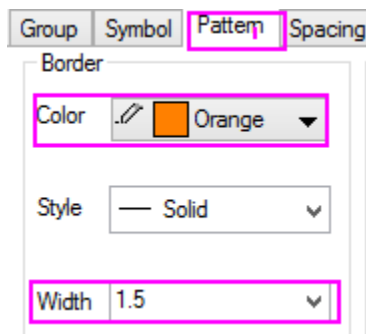 Group Symbol Pattern Spacing
Border
Color Orange
Style Solid
Width 1.5